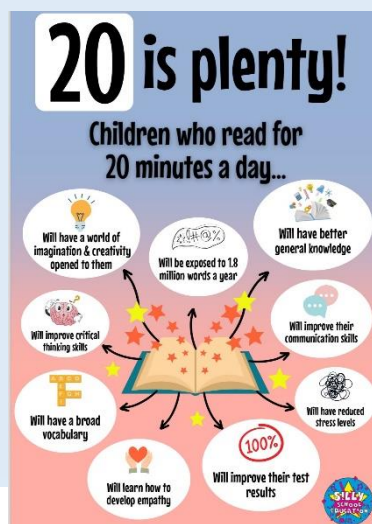 20 is plenty!
Children who read for
20 minutes a day...
Will have a world of
imagination & creativity
opened to them
Will be exposed to 1.8
million words a year
Will have better
general knowledge
Will improve critical
thinking skills
Will improve their
communication skills
Will have a broad
vocabulary
Will have reduced
stress levels
Will learn how to
develop empathy
100%
Will improve their test
results
SILLY
SCHOOL
EDUCATION